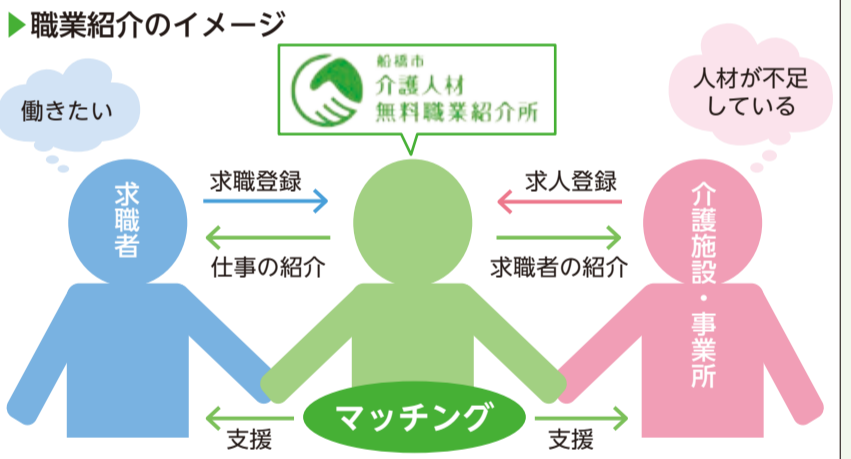 ▶職業紹介のイメージ
船橋市
介護人材
無料職業紹介所
働きたい
人材が不足
している
求職者
求職登録
仕事の紹介
求人登録
求職者の紹介
介護施設・事業所
マッチング
支援
支援